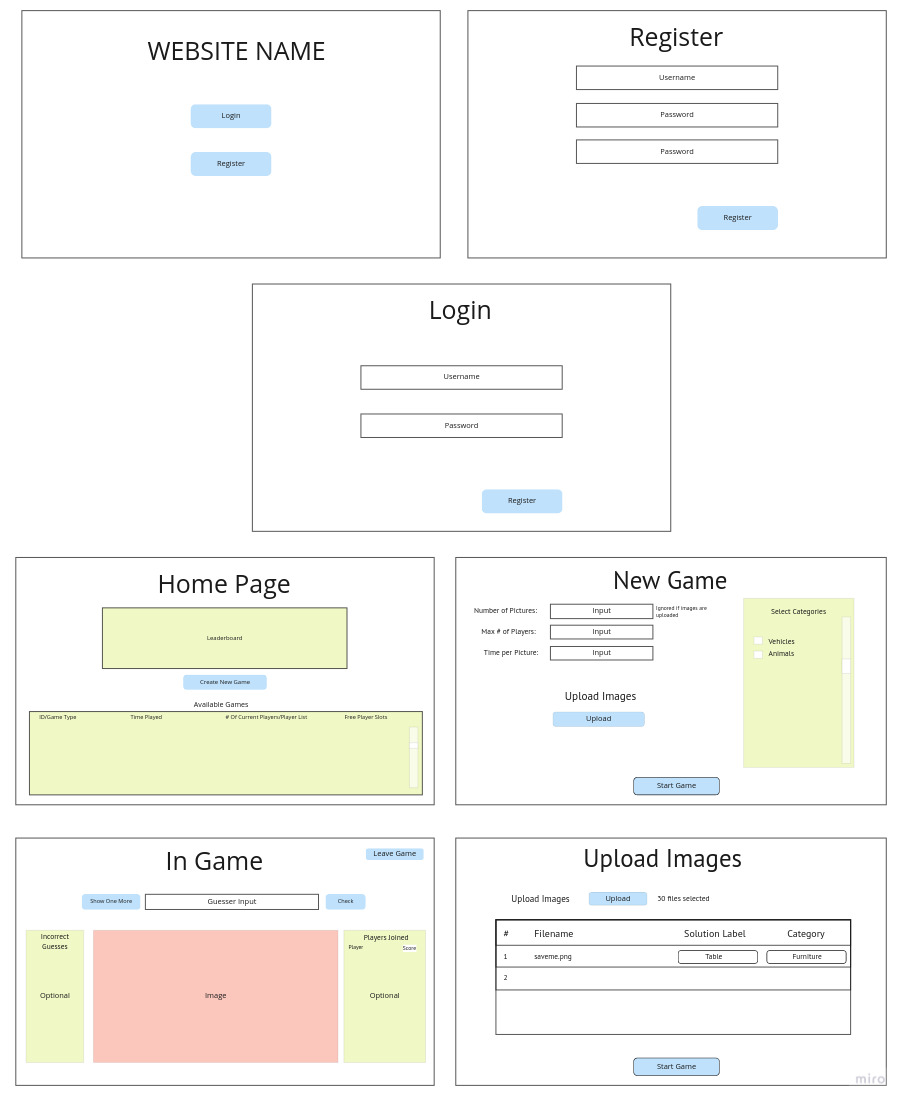 WEBSITE NAME
Login
Register
Register
Username
Password
Password
Register
Login
Username
Password
Register
Home Page
Leaderboard
Create New Game
Available Games
ID/Game Type Time Played # Of Current Players/Player List Free Player Slots
New Game
Number of Pictures: Input Ignored if images are
uploaded
Max # of Players: Input
Time per Picture: Input
Upload Images
Upload
Select Categories
Vehicles
Animals
Start Game
In Game
Leave Game
Show One More Guesser Input Check
Incorrect
Guesses
Optional
Image
Players Joined
Player Score
Optional
Upload Images
Upload Images Upload 30 files selected
# Filename Solution Label Category
1 saveme.png Table Furniture
2
Start Game
miro